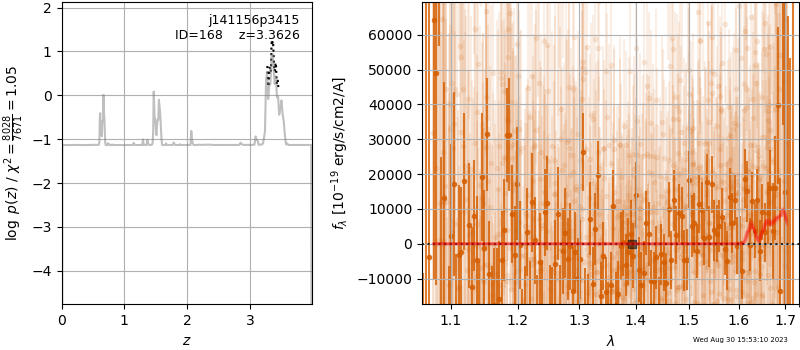 j141156p3415
ID=168 z=3.3626
log p(z) / χ² = 8028/7671 = 1.05
2
1
0
−1
−2
−3
−4
0 1 2 3
z
fλ [10⁻¹⁹ erg/s/cm2/A]
60000
50000
40000
30000
20000
10000
0
−10000
1.1 1.2 1.3 1.4 1.5 1.6 1.7
λ
Wed Aug 30 15:53:10 2023